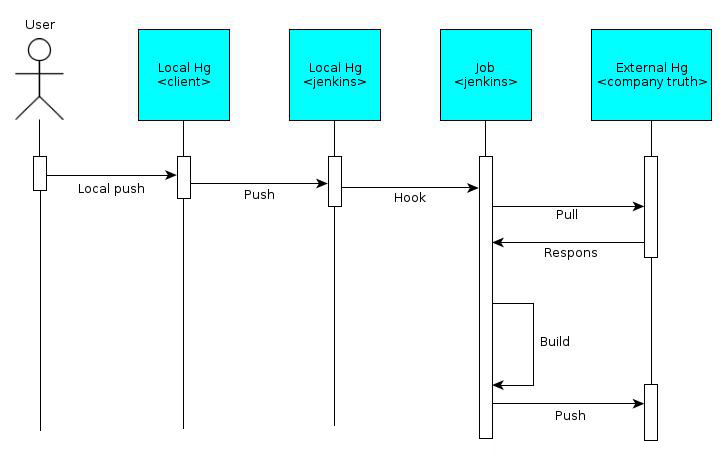 User
Local Hg
<client>
Local Hg
<jenkins>
Job
<jenkins>
External Hg
<company truth>
Local push
Push
Hook
Pull
Respons
Build
Push